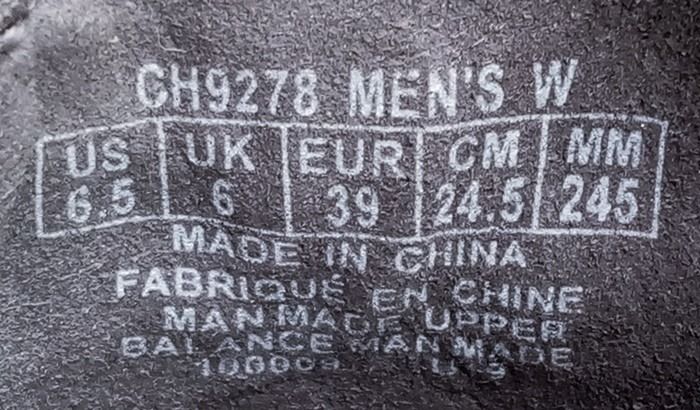 CH9278 MEN'S W
US UK EUR CM MM
6.5 6 39 24.5 245
MADE IN CHINA
FABRIQUE EN CHINE
MAN MADE UPPER
BALANCE MAN MADE